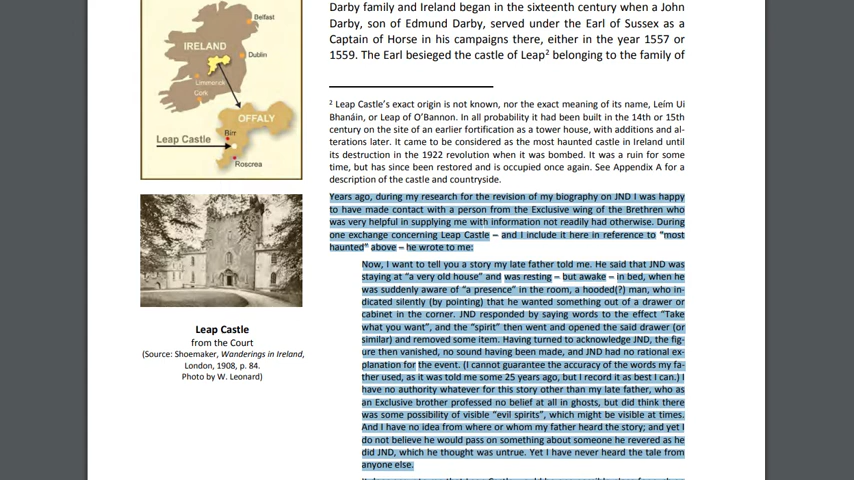 Belfast
IRELAND
Dublin
Limmerick
Cork
OFFALY
Birr
Leap Castle
Roscrea
Leap Castle
from the Court
(Source: Shoemaker, Wanderings in Ireland,
London, 1908, p. 84.
Photo by W. Leonard)
Darby family and Ireland began in the sixteenth century when a John
Darby, son of Edmund Darby, served under the Earl of Sussex as a
Captain of Horse in his campaigns there, either in the year 1557 or
1559. The Earl besieged the castle of Leap2 belonging to the family of
2 Leap Castle's exact origin is not known, nor the exact meaning of its name, Leím Ui
Bhanáin, or Leap of O'Bannon. In all probability it had been built in the 14th or 15th
century on the site of an earlier fortification as a tower house, with additions and al-
terations later. It came to be considered as the most haunted castle in Ireland until
its destruction in the 1922 revolution when it was bombed. It was a ruin for some
time, but has since been restored and is occupied once again. See Appendix A for a
description of the castle and countryside.
Years ago, during my research for the revision of my biography on JND I was happy
to have made contact with a person from the Exclusive wing of the Brethren who
was very helpful in supplying me with information not readily had otherwise. During
one exchange concerning Leap Castle – and I include it here in reference to "most
haunted" above – he wrote to me:
Now, I want to tell you a story my late father told me. He said that JND was
staying at "a very old house" and was resting – but awake – in bed, when he
was suddenly aware of "a presence" in the room, a hooded(?) man, who in-
dicated silently (by pointing) that he wanted something out of a drawer or
cabinet in the corner. JND responded by saying words to the effect "Take
what you want", and the "spirit" then went and opened the said drawer (or
similar) and removed some item. Having turned to acknowledge JND, the fig-
ure then vanished, no sound having been made, and JND had no rational ex-
planation for the event. (I cannot guarantee the accuracy of the words my fa-
ther used, as it was told me some 25 years ago, but I record it as best I can.) I
have no authority whatever for this story other than my late father, who as
an Exclusive brother professed no belief at all in ghosts, but did think there
was some possibility of visible "evil spirits", which might be visible at times.
And I have no idea from where or whom my father heard the story; and yet I
do not believe he would pass on something about someone he revered as he
did JND, which he thought was untrue. Yet I have never heard the tale from
anyone else.